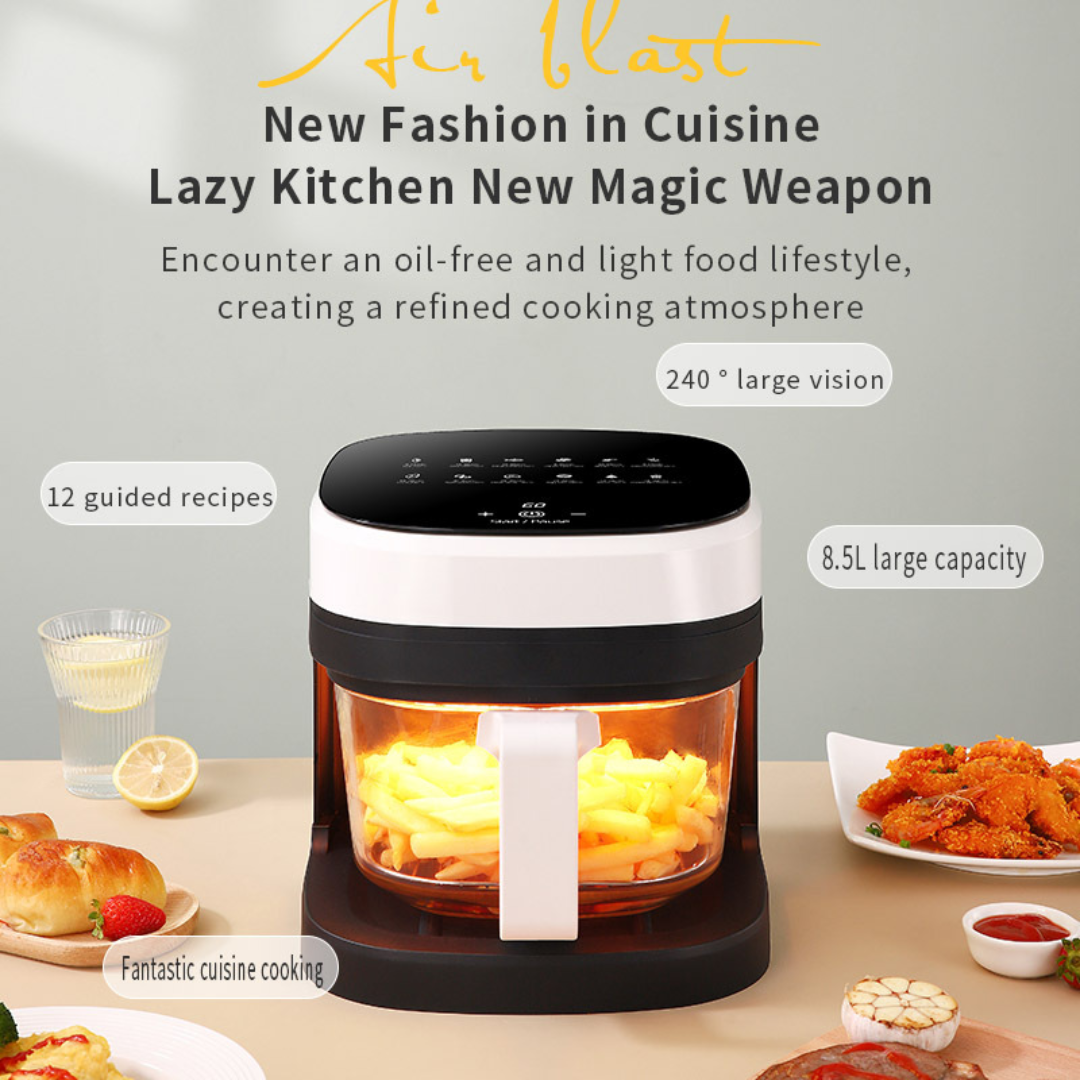 Air blast
New Fashion in Cuisine
Lazy Kitchen New Magic Weapon
Encounter an oil-free and light food lifestyle,
creating a refined cooking atmosphere
240 ° large vision
12 guided recipes
8.5L large capacity
60
+ −
Start / Pause
Fantastic cuisine cooking